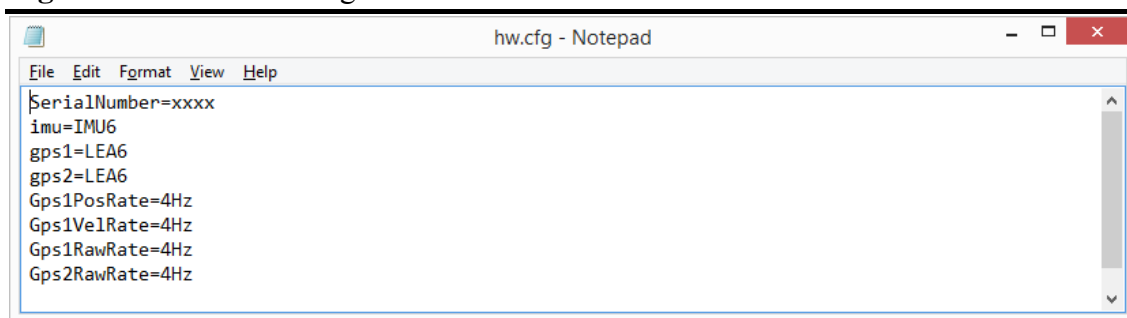 hw.cfg - Notepad
File Edit Format View Help
SerialNumber=xxxx
imu=IMU6
gps1=LEA6
gps2=LEA6
Gps1PosRate=4Hz
Gps1VelRate=4Hz
Gps1RawRate=4Hz
Gps2RawRate=4Hz